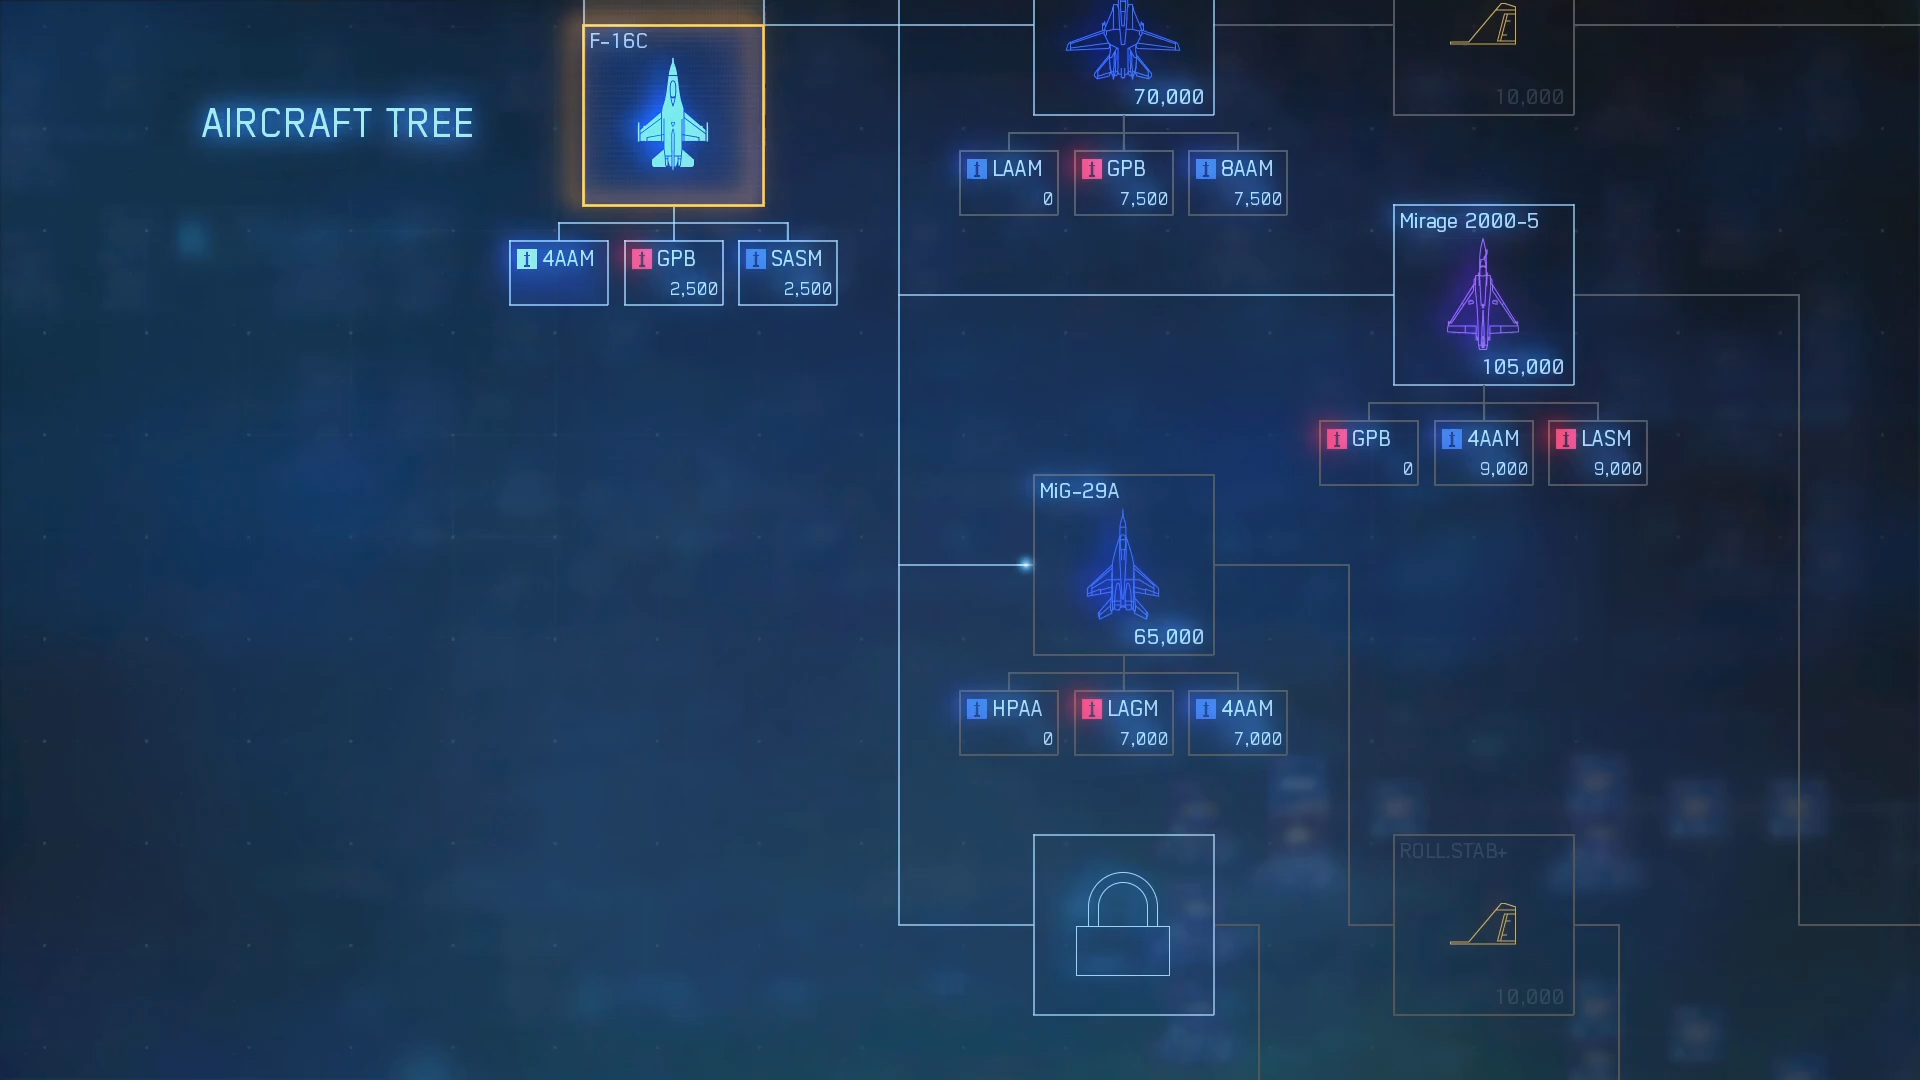 AIRCRAFT TREE
F-16C
4AAM
GPB
2,500
SASM
2,500
70,000
LAAM
0
GPB
7,500
8AAM
7,500
10,000
Mirage 2000-5
105,000
GPB
0
4AAM
9,000
LASM
9,000
MiG-29A
65,000
HPAA
0
LAGM
7,000
4AAM
7,000
ROLL.STAB+
10,000